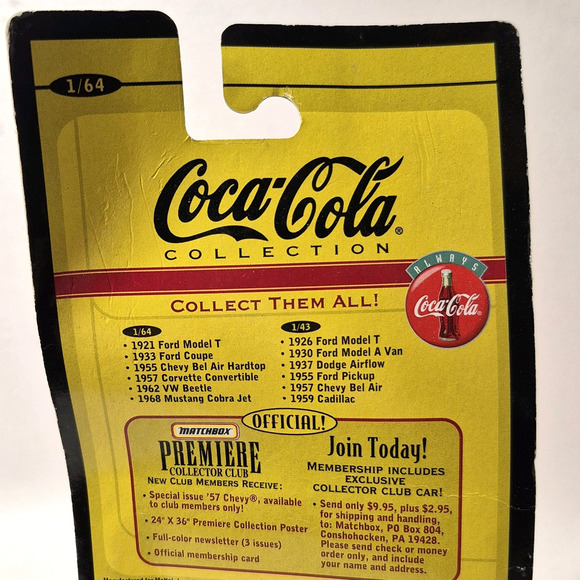 1/64
Coca-Cola®
COLLECTION
COLLECT THEM ALL!
ALWAYS
Coca-Cola®
1/64
• 1921 Ford Model T
• 1933 Ford Coupe
• 1955 Chevy Bel Air Hardtop
• 1957 Corvette Convertible
• 1962 VW Beetle
• 1968 Mustang Cobra Jet
1/43
• 1926 Ford Model T
• 1930 Ford Model A Van
• 1937 Dodge Airflow
• 1955 Ford Pickup
• 1957 Chevy Bel Air
• 1959 Cadillac
OFFICIAL!
MATCHBOX
PREMIERE
COLLECTOR CLUB
NEW CLUB MEMBERS RECEIVE:
• Special issue '57 Chevy®, available
to club members only!
• 24" X 36" Premiere Collection Poster
• Full-color newsletter (3 issues)
• Official membership card
Join Today!
MEMBERSHIP INCLUDES
EXCLUSIVE
COLLECTOR CLUB CAR!
• Send only $9.95, plus $2.95,
for shipping and handling,
to: Matchbox, PO Box 804,
Conshohocken, PA 19428.
Please send check or money
order only, and include
your name and address.